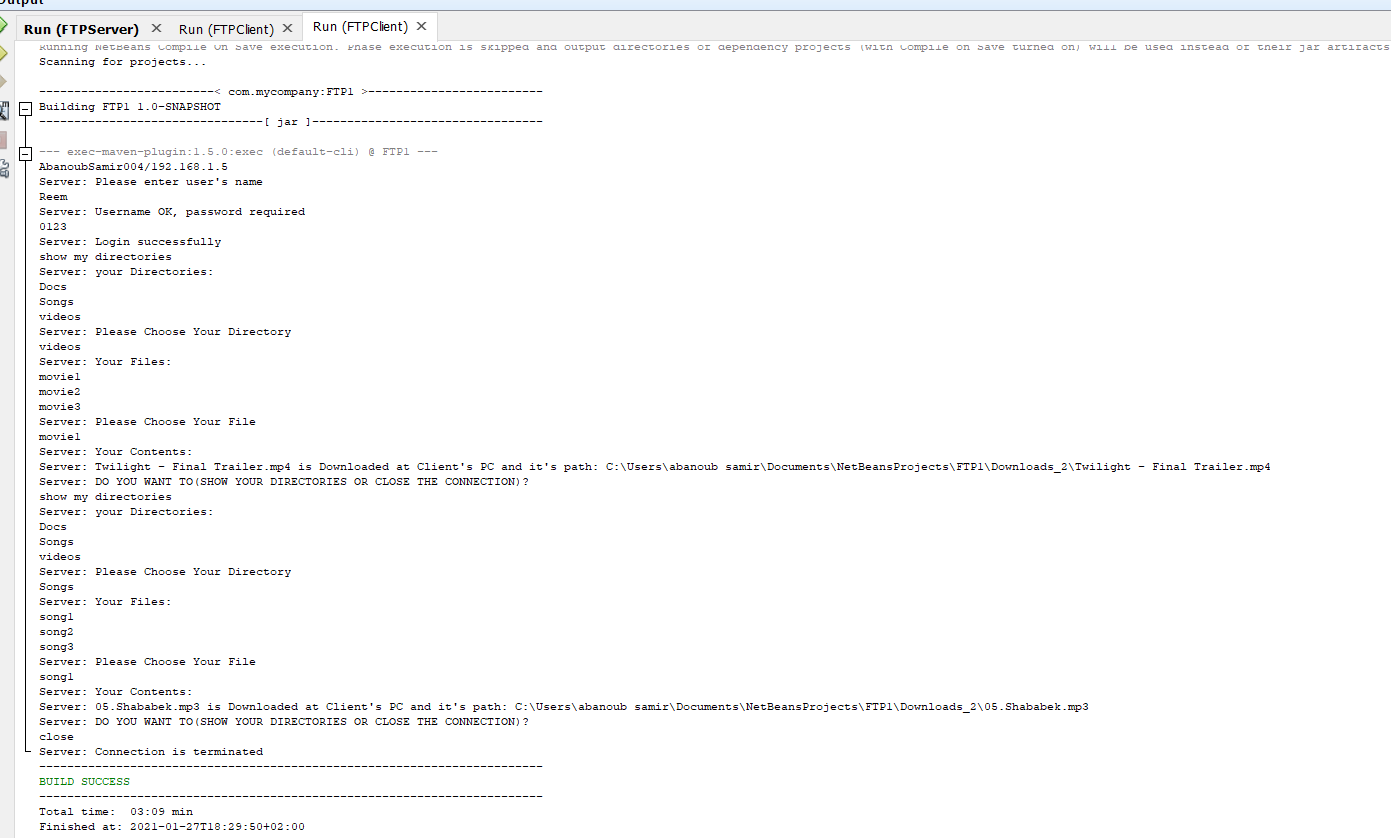 Output
Run (FTPServer) × Run (FTPClient) × Run (FTPClient) ×
Running NetBeans Compile On Save execution. Phase execution is skipped and output directories of dependency projects (with Compile on Save turned on) will be used instead of their jar artifacts
Scanning for projects...
-------------------------< com.mycompany:FTP1 >-------------------------
Building FTP1 1.0-SNAPSHOT
--------------------------------[ jar ]---------------------------------
--- exec-maven-plugin:1.5.0:exec (default-cli) @ FTP1 ---
AbanoubSamir004/192.168.1.5
Server: Please enter user's name
Reem
Server: Username OK, password required
0123
Server: Login successfully
show my directories
Server: your Directories:
Docs
Songs
videos
Server: Please Choose Your Directory
videos
Server: Your Files:
movie1
movie2
movie3
Server: Please Choose Your File
movie1
Server: Your Contents:
Server: Twilight - Final Trailer.mp4 is Downloaded at Client's PC and it's path: C:\Users\abanoub samir\Documents\NetBeansProjects\FTP1\Downloads_2\Twilight - Final Trailer.mp4
Server: DO YOU WANT TO(SHOW YOUR DIRECTORIES OR CLOSE THE CONNECTION)?
show my directories
Server: your Directories:
Docs
Songs
videos
Server: Please Choose Your Directory
Songs
Server: Your Files:
song1
song2
song3
Server: Please Choose Your File
song1
Server: Your Contents:
Server: 05.Shababek.mp3 is Downloaded at Client's PC and it's path: C:\Users\abanoub samir\Documents\NetBeansProjects\FTP1\Downloads_2\05.Shababek.mp3
Server: DO YOU WANT TO(SHOW YOUR DIRECTORIES OR CLOSE THE CONNECTION)?
close
Server: Connection is terminated
------------------------------------------------------------------------
BUILD SUCCESS
------------------------------------------------------------------------
Total time:  03:09 min
Finished at: 2021-01-27T18:29:50+02:00